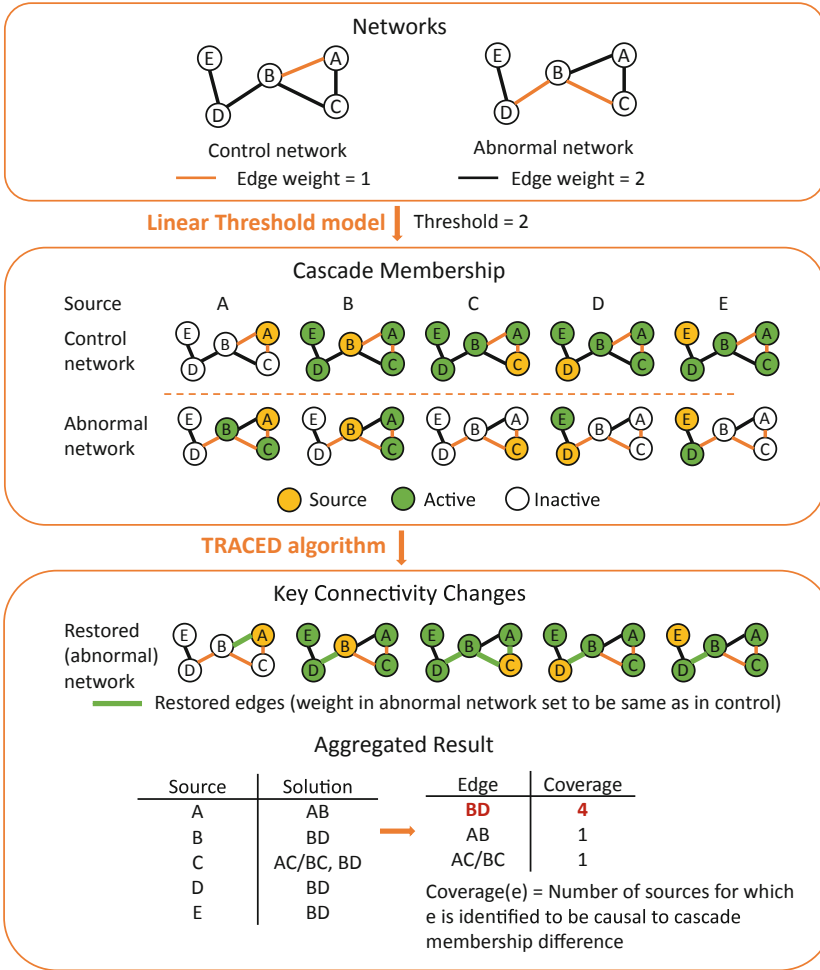 Networks
E
B
A
D
C
E
B
A
D
C
Control network
Abnormal network
Edge weight = 1
Edge weight = 2
Linear Threshold model
Threshold = 2
Cascade Membership
Source A B C D E
Control
network
E B A D C
E B A D C
E B A D C
E B A D C
E B A D C
Abnormal
network
E B A D C
E B A D C
E B A D C
E B A D C
E B A D C
Source Active Inactive
TRACED algorithm
Key Connectivity Changes
Restored
(abnormal)
network
E B A D C
E B A D C
E B A D C
E B A D C
E B A D C
Restored edges (weight in abnormal network set to be same as in control)
Aggregated Result
Source Solution
A AB
B BD
C AC/BC, BD
D BD
E BD
Edge Coverage
BD 4
AB 1
AC/BC 1
Coverage(e) = Number of sources for which
e is identified to be causal to cascade
membership difference